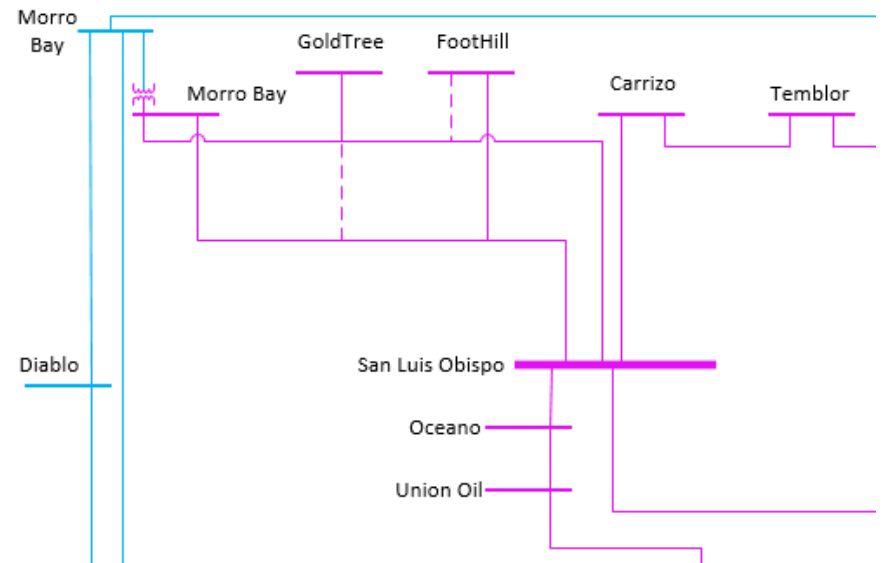 Morro
Bay
GoldTree
FootHill
Carrizo
Temblor
Morro Bay
Diablo
San Luis Obispo
Oceano
Union Oil